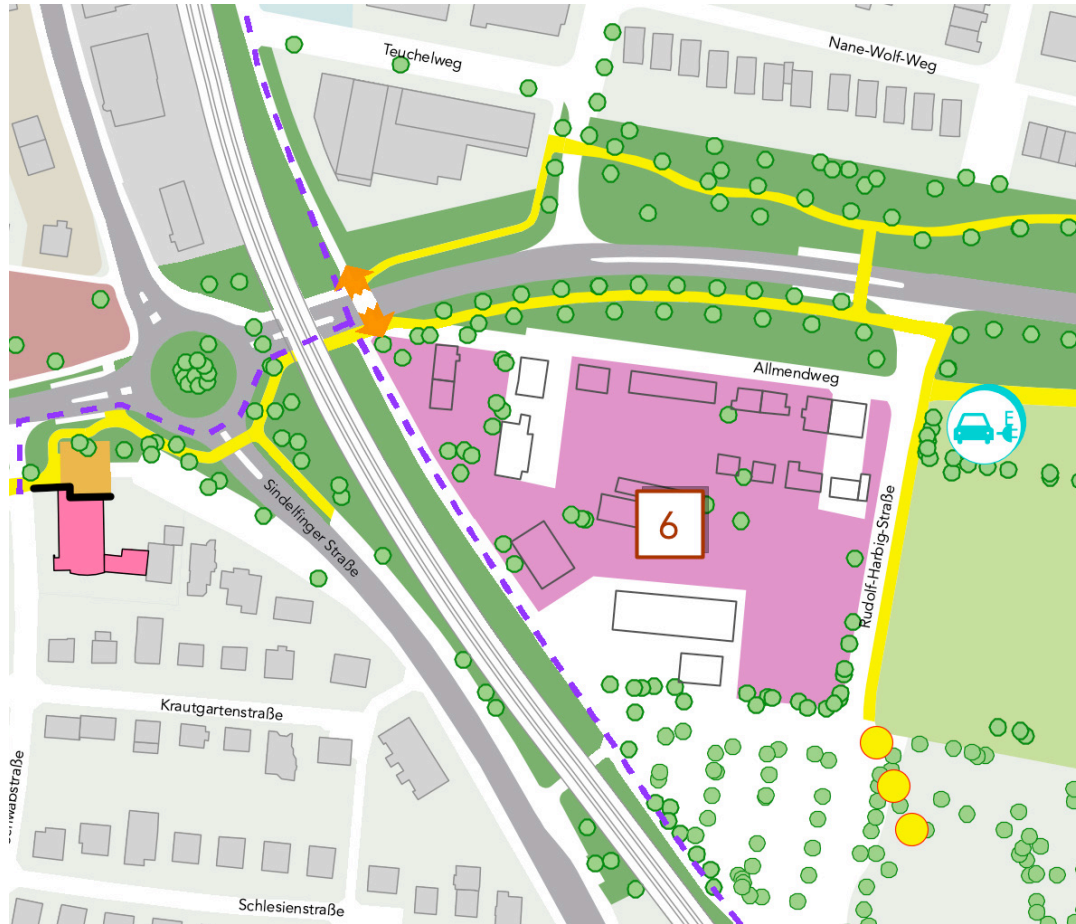 Teuchelweg
Nane-Wolf-Weg
Allmendweg
Sindelfinger Straße
6
Rudolf-Harbig-Straße
Krautgartenstraße
Schlesienstraße